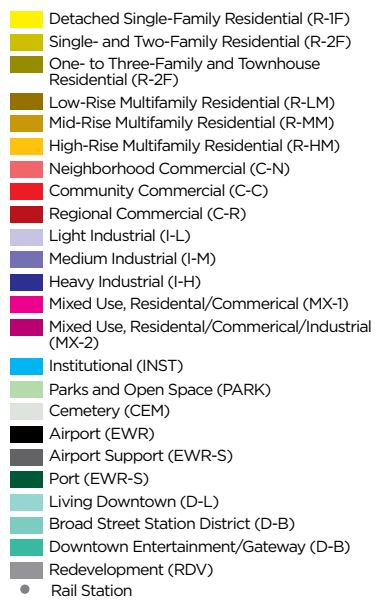 Detached Single-Family Residential (R-1F)
Single- and Two-Family Residential (R-2F)
One- to Three-Family and Townhouse
Residential (R-2F)
Low-Rise Multifamily Residential (R-LM)
Mid-Rise Multifamily Residential (R-MM)
High-Rise Multifamily Residential (R-HM)
Neighborhood Commercial (C-N)
Community Commercial (C-C)
Regional Commercial (C-R)
Light Industrial (I-L)
Medium Industrial (I-M)
Heavy Industrial (I-H)
Mixed Use, Residental/Commerical (MX-1)
Mixed Use, Residental/Commerical/Industrial
(MX-2)
Institutional (INST)
Parks and Open Space (PARK)
Cemetery (CEM)
Airport (EWR)
Airport Support (EWR-S)
Port (EWR-S)
Living Downtown (D-L)
Broad Street Station District (D-B)
Downtown Entertainment/Gateway (D-B)
Redevelopment (RDV)
Rail Station